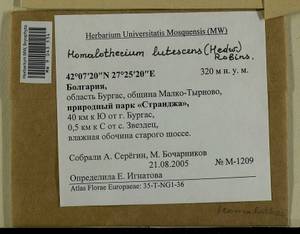 Herbarium Universitatis Mosquensis (MW)
Homalothecium lutescens (Hedw.)
Robins.
42°07'20"N 27°25'20"E 320 м н. у. м.
Болгария,
область Бургас, община Малко-Тырново,
природный парк «Странджа»,
40 км к Ю от г. Бургас,
0,5 км к С от с. Звездец,
влажная обочина старого шоссе.
Собрали А. Серёгин, М. Бочарников
21.08.2005 № M-1209
Определила Е. Игнатова
Atlas Florae Europaeae: 35-T-NG1-36